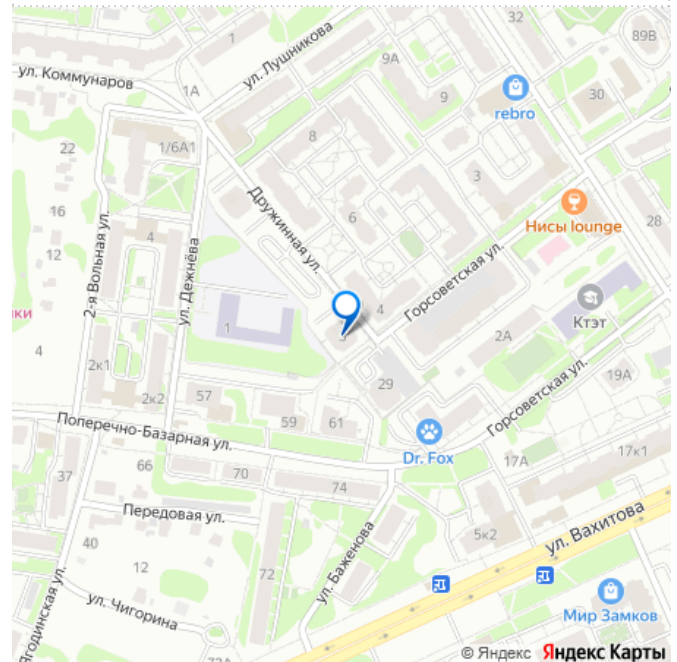 32
89В
1
ул. Лушникова
9А
ул. Коммунаров
1А
9
rebro
30
8
22
1/6А1
3
Дружинная ул.
16
6
Нисы lounge
28
2-я Вольная ул.
12
4
ул. Дежнёва
Горсоветская ул.
ики
4
Ктэт
1
2А
4
2к1
57
29
Горсоветская ул.
19А
2к2
59
61
Поперечно-Базарная ул.
Dr. Fox
17А
17к1
37
66
70
74
Передовая ул.
5к2
ул. Вахитова
40
12
72
ул. Баженова
Ягодинская ул.
ул. Чигорина
Мир Замков
© Яндекс Яндекс Карты